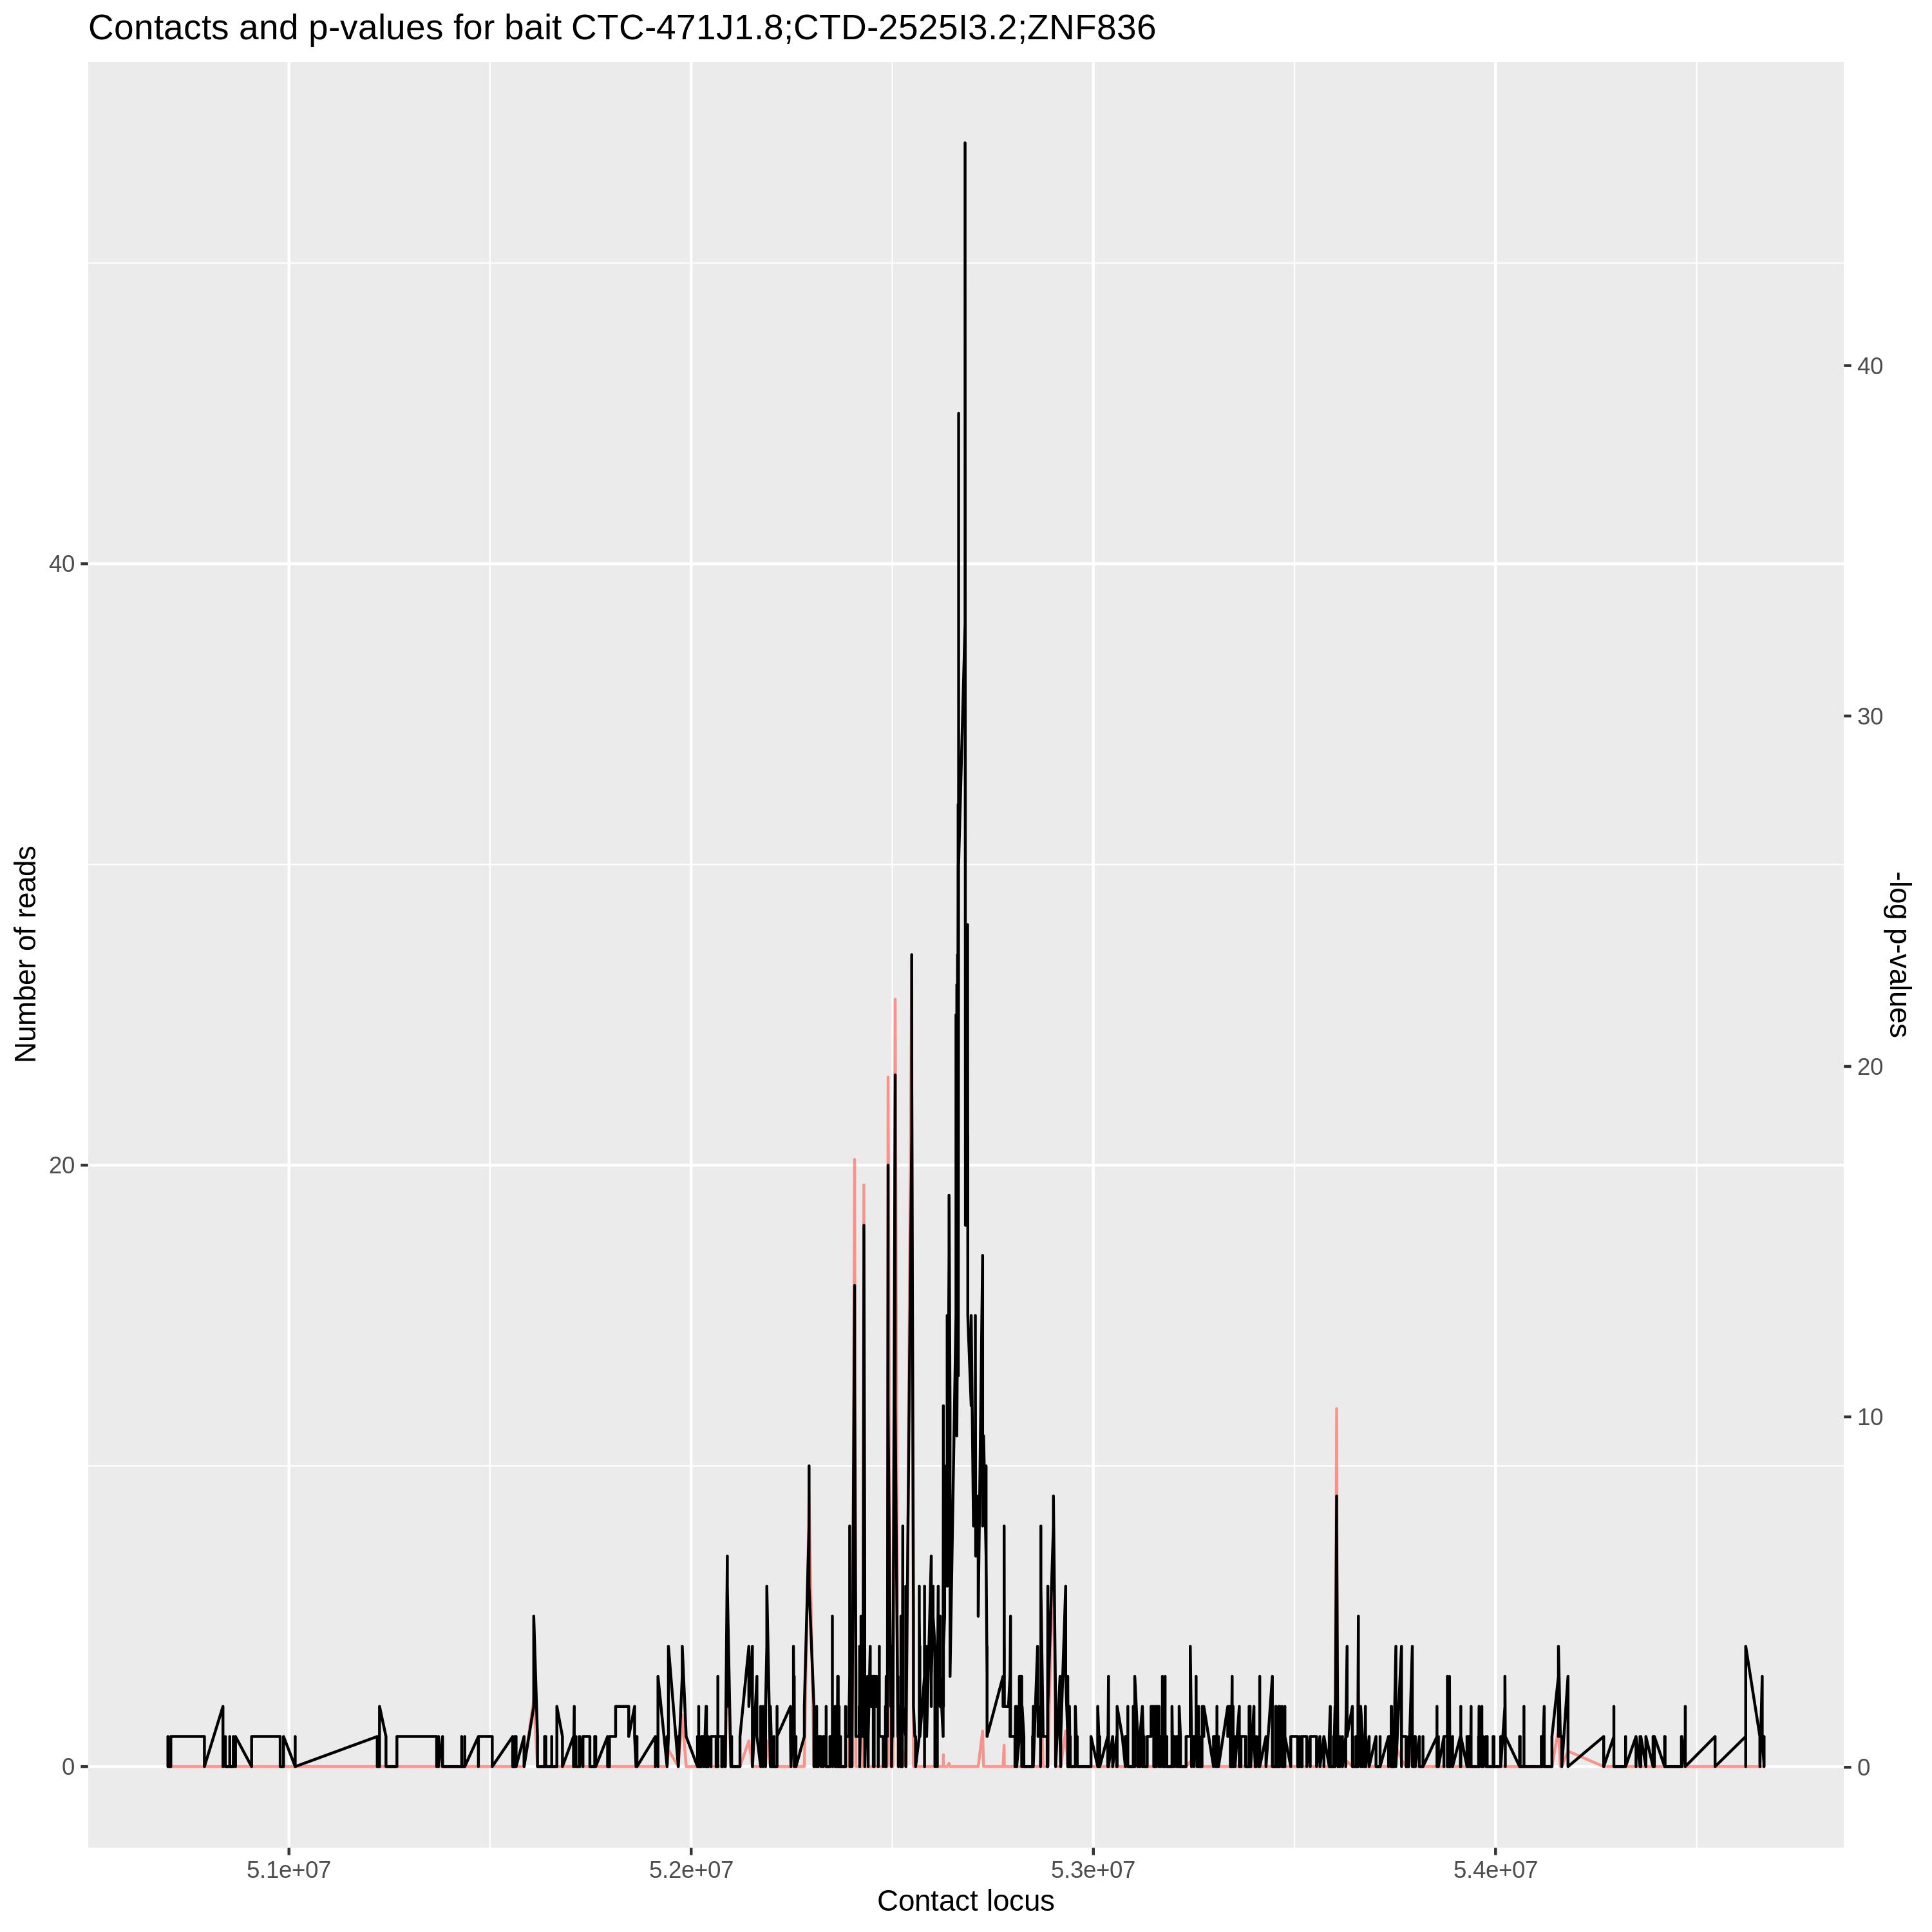 Contacts and p-values for bait CTC-471J1.8;CTD-2525I3.2;ZNF836
Number of reads
40
20
0
40
30
20
10
0
-log p-values
5.1e+07 5.2e+07 5.3e+07 5.4e+07
Contact locus